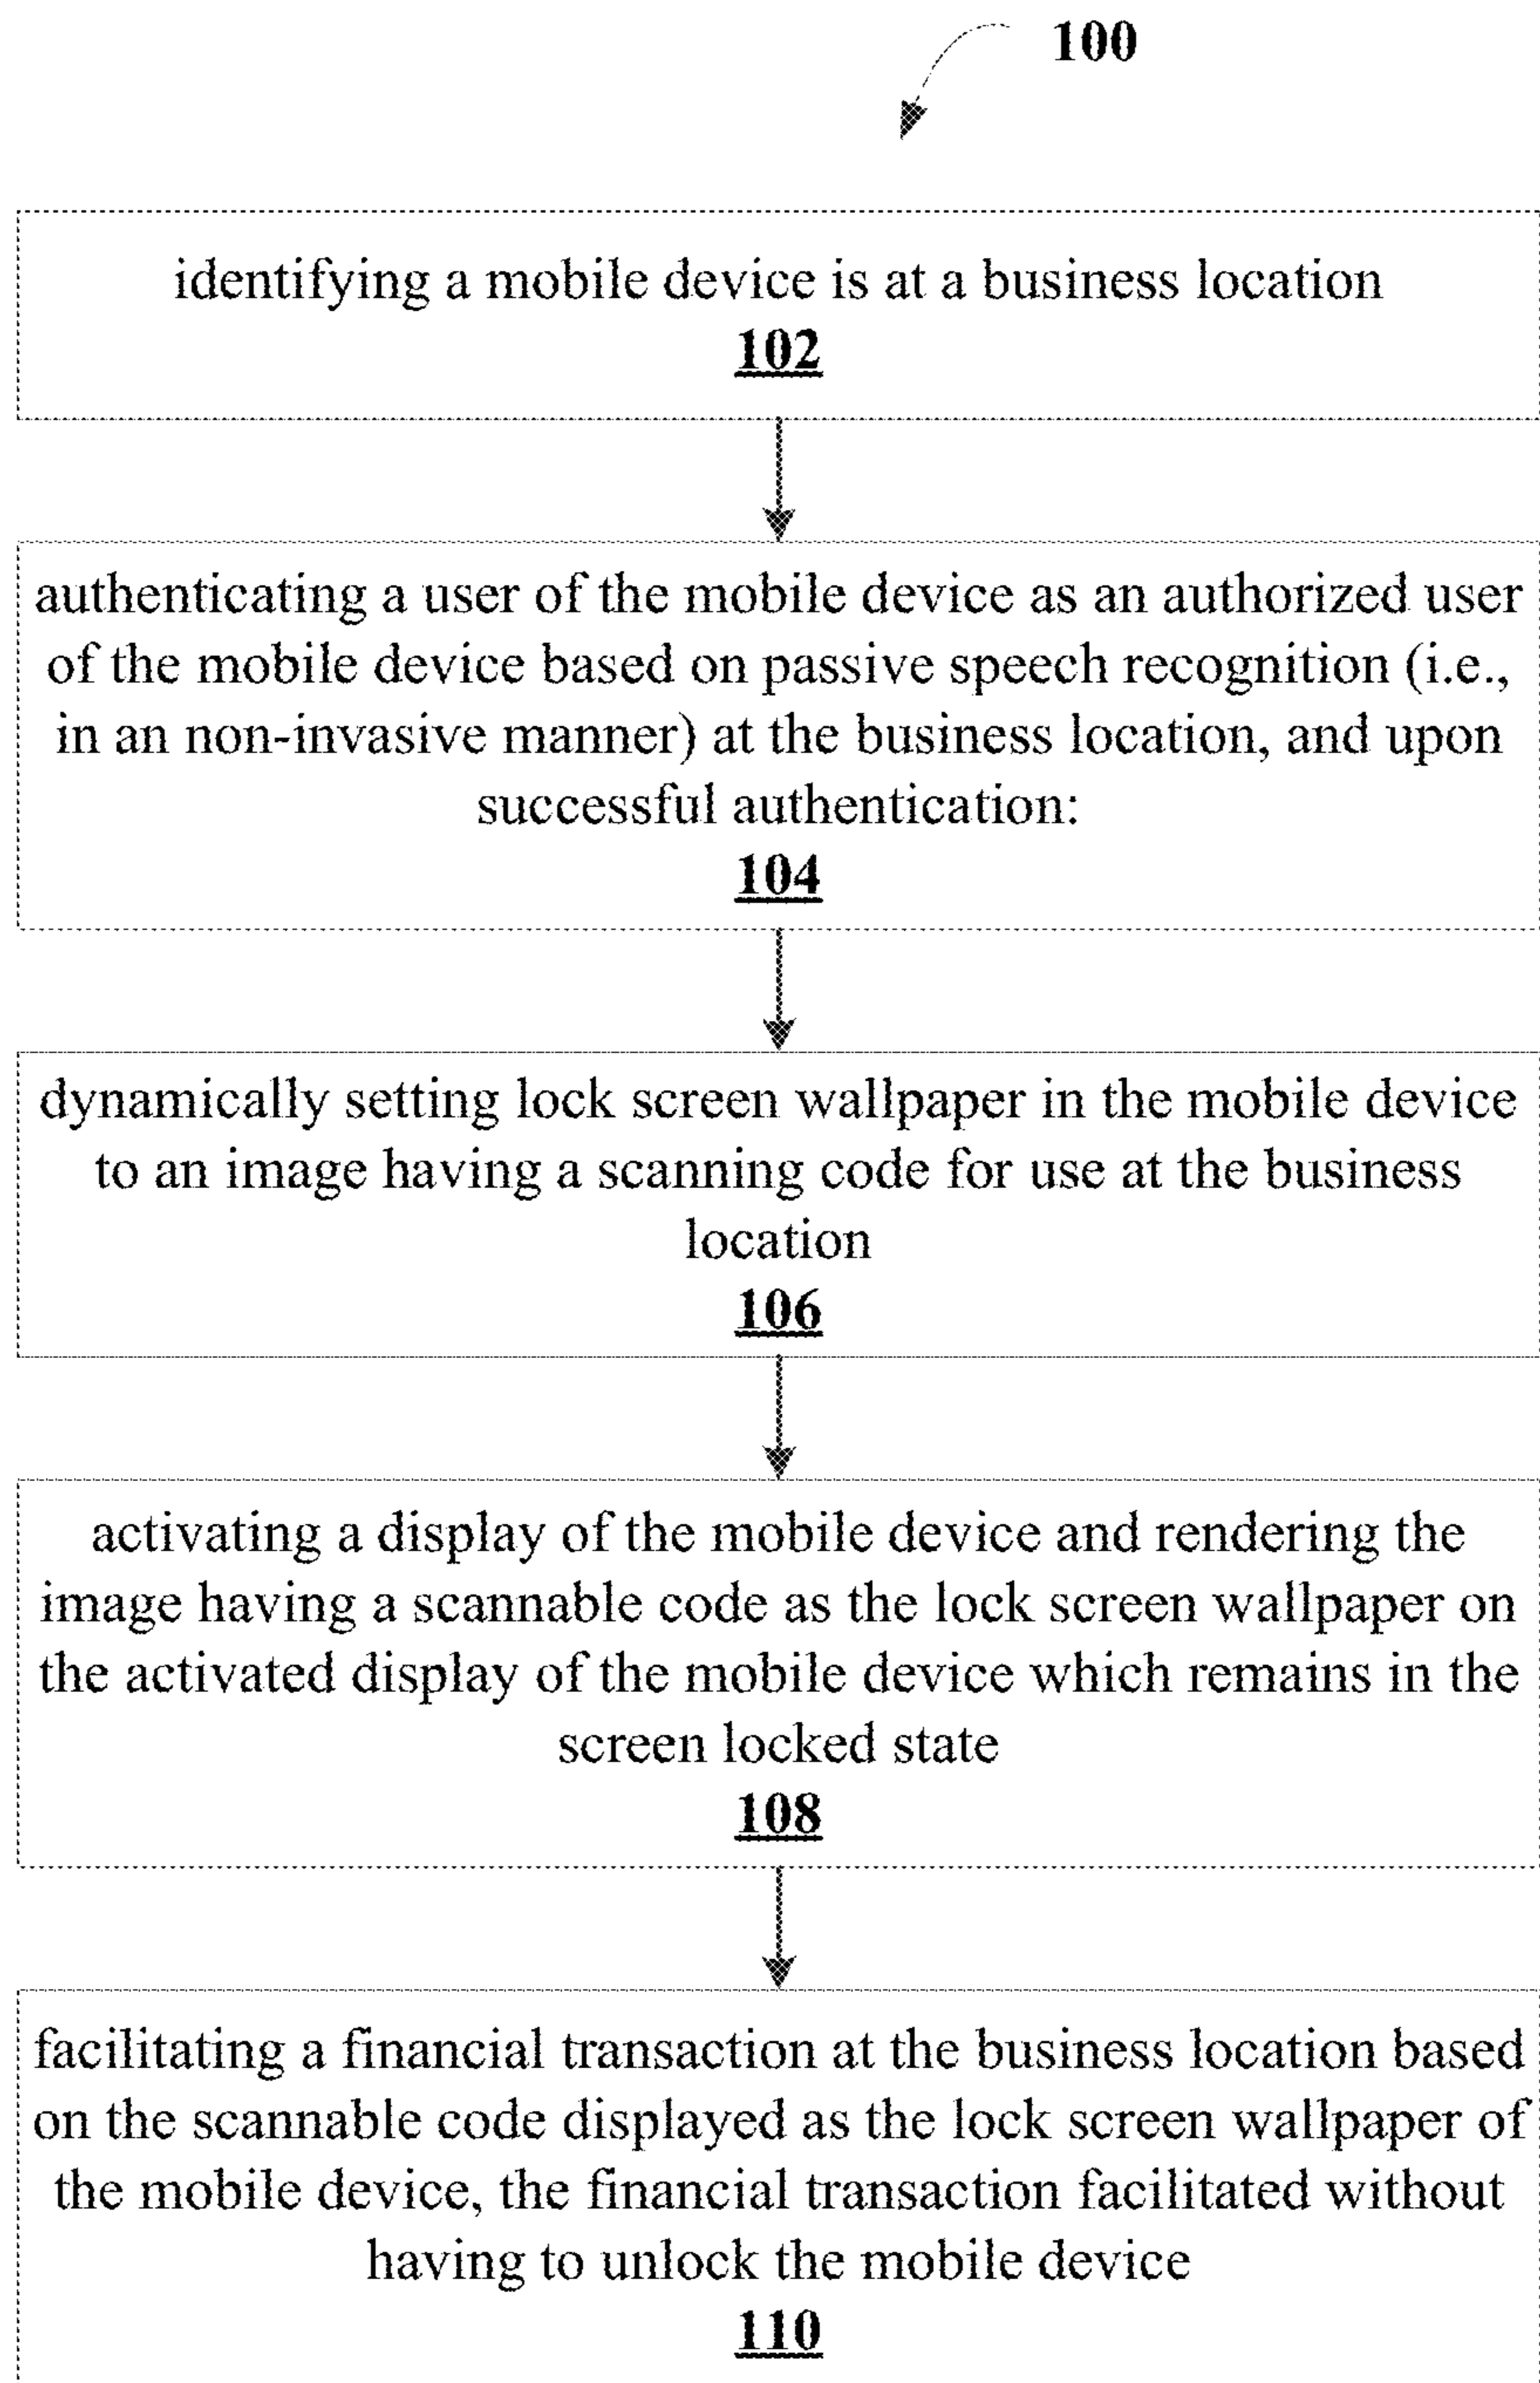 100
identifying a mobile device is at a business location
102
authenticating a user of the mobile device as an authorized user
of the mobile device based on passive speech recognition (i.e.,
in an non-invasive manner) at the business location, and upon
successful authentication:
104
dynamically setting lock screen wallpaper in the mobile device
to an image having a scanning code for use at the business
location
106
activating a display of the mobile device and rendering the
image having a scannable code as the lock screen wallpaper on
the activated display of the mobile device which remains in the
screen locked state
108
facilitating a financial transaction at the business location based
on the scannable code displayed as the lock screen wallpaper of
the mobile device, the financial transaction facilitated without
having to unlock the mobile device
110